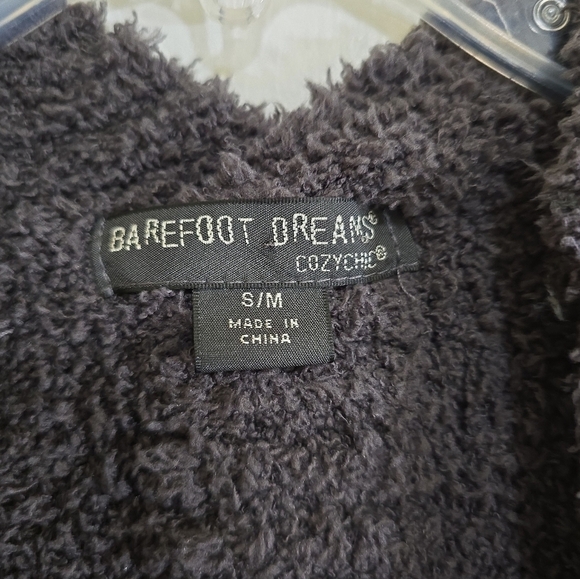 BAREFOOT DREAMS®
COZYCHIC®
S/M
MADE IN
CHINA